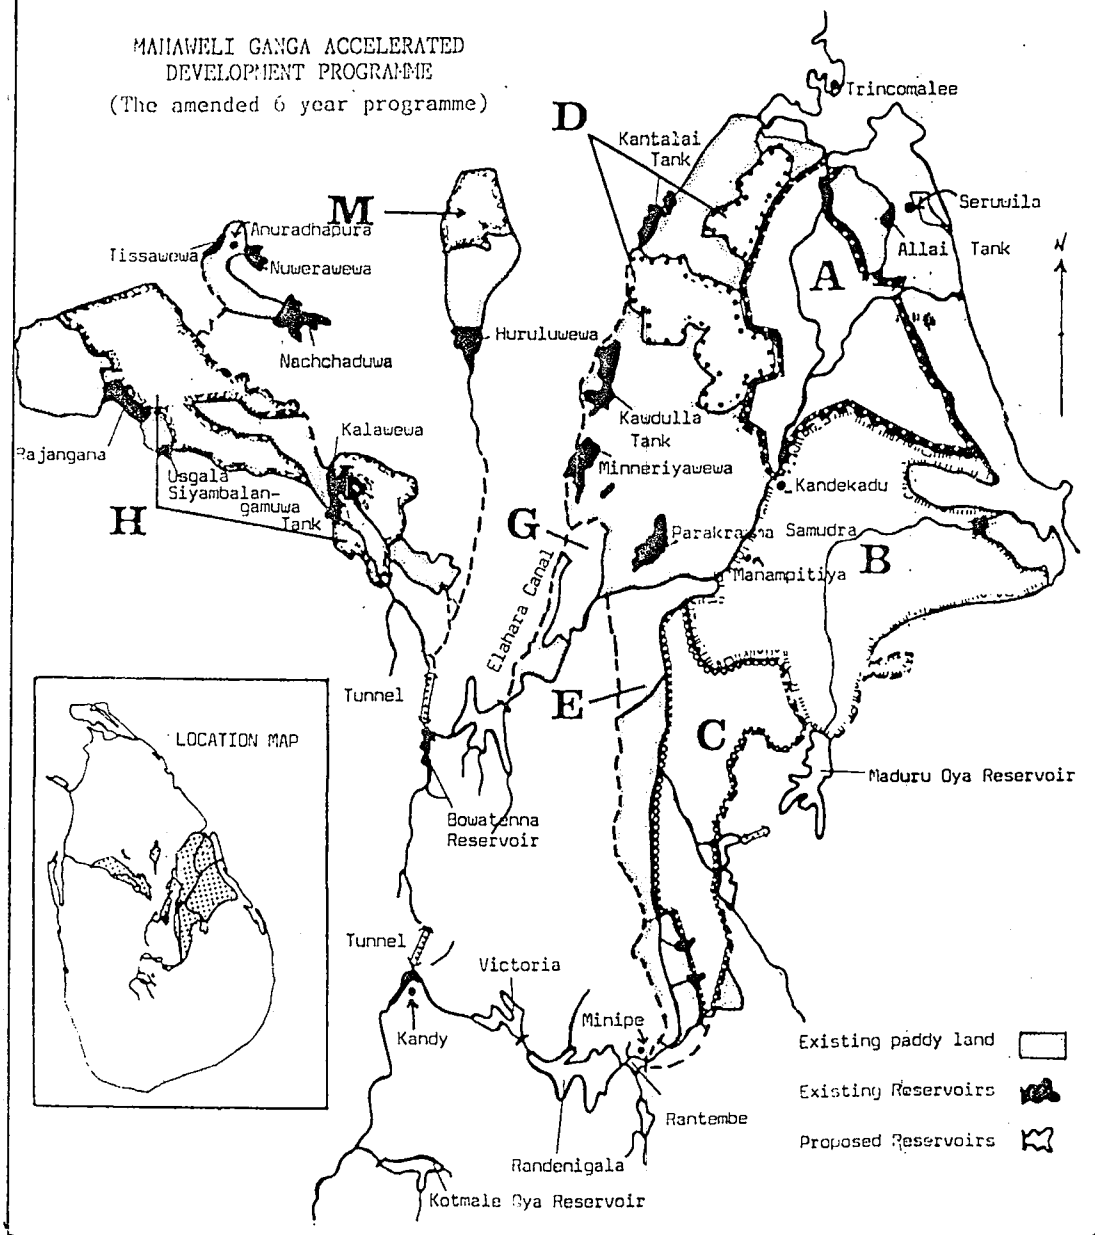 MAHAWELI GANGA ACCELERATED
DEVELOPMENT PROGRAMME
(The amended 6 year programme)
Trincomalee
D
Kantalai
Tank
M
Seruwila
Anuradhapura
Tissawewa
Nuwerawewa
Allai Tank
N
A
Huruluwewa
Nachchaduwa
Kawdulla
Tank
Kalawewa
Rajangana
Minneriyawewa
Usgala
Siyambalan-
gamuwa
Tank
Kandekadu
H
G
Parakrama Samudra
B
Manampitiya
Elahara Canal
Tunnel
E
C
LOCATION MAP
Maduru Oya Reservoir
Bowatenna
Reservoir
Tunnel
Victoria
Minipe
Kandy
Existing paddy land
Existing Reservoirs
Rantembe
Proposed Reservoirs
Randenigala
Kotmale Oya Reservoir